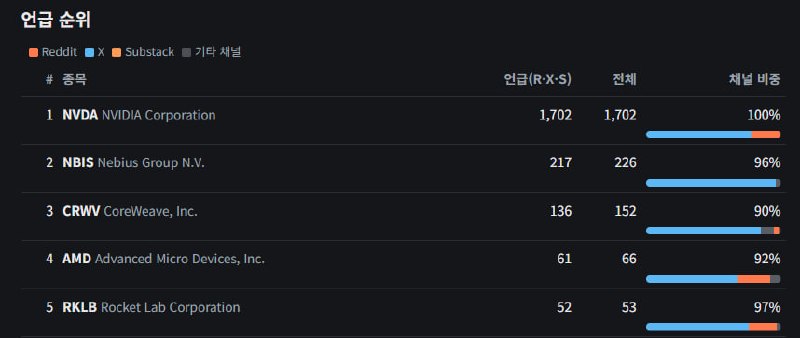 언급 순위
Reddit X Substack 기타 채널
# 종목 언급(R·X·S) 전체 채널 비중
1 NVDA NVIDIA Corporation 1,702 1,702 100%
2 NBIS Nebius Group N.V. 217 226 96%
3 CRWV CoreWeave, Inc. 136 152 90%
4 AMD Advanced Micro Devices, Inc. 61 66 92%
5 RKLB Rocket Lab Corporation 52 53 97%